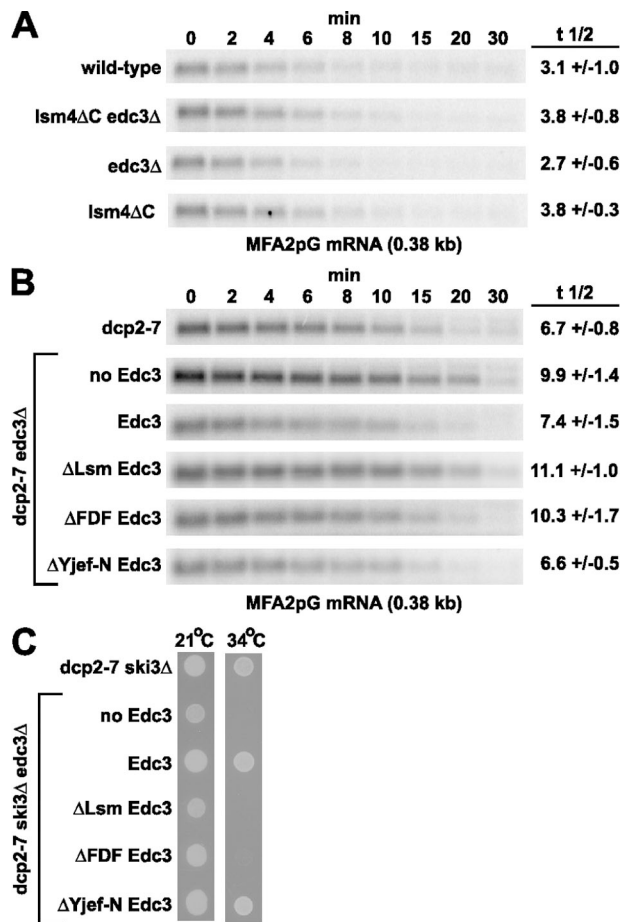 A
min
0 2 4 6 8 10 15 20 30 t 1/2
wild-type 3.1 +/-1.0
lsm4ΔC edc3Δ 3.8 +/-0.8
edc3Δ 2.7 +/-0.6
lsm4ΔC 3.8 +/-0.3
MFA2pG mRNA (0.38 kb)
B
min
0 2 4 6 8 10 15 20 30 t 1/2
dcp2-7 6.7 +/-0.8
dcp2-7 edc3Δ
no Edc3 9.9 +/-1.4
Edc3 7.4 +/-1.5
ΔLsm Edc3 11.1 +/-1.0
ΔFDF Edc3 10.3 +/-1.7
ΔYjef-N Edc3 6.6 +/-0.5
MFA2pG mRNA (0.38 kb)
C
21°C 34°C
dcp2-7 ski3Δ
dcp2-7 ski3Δ edc3Δ
no Edc3
Edc3
ΔLsm Edc3
ΔFDF Edc3
ΔYjef-N Edc3